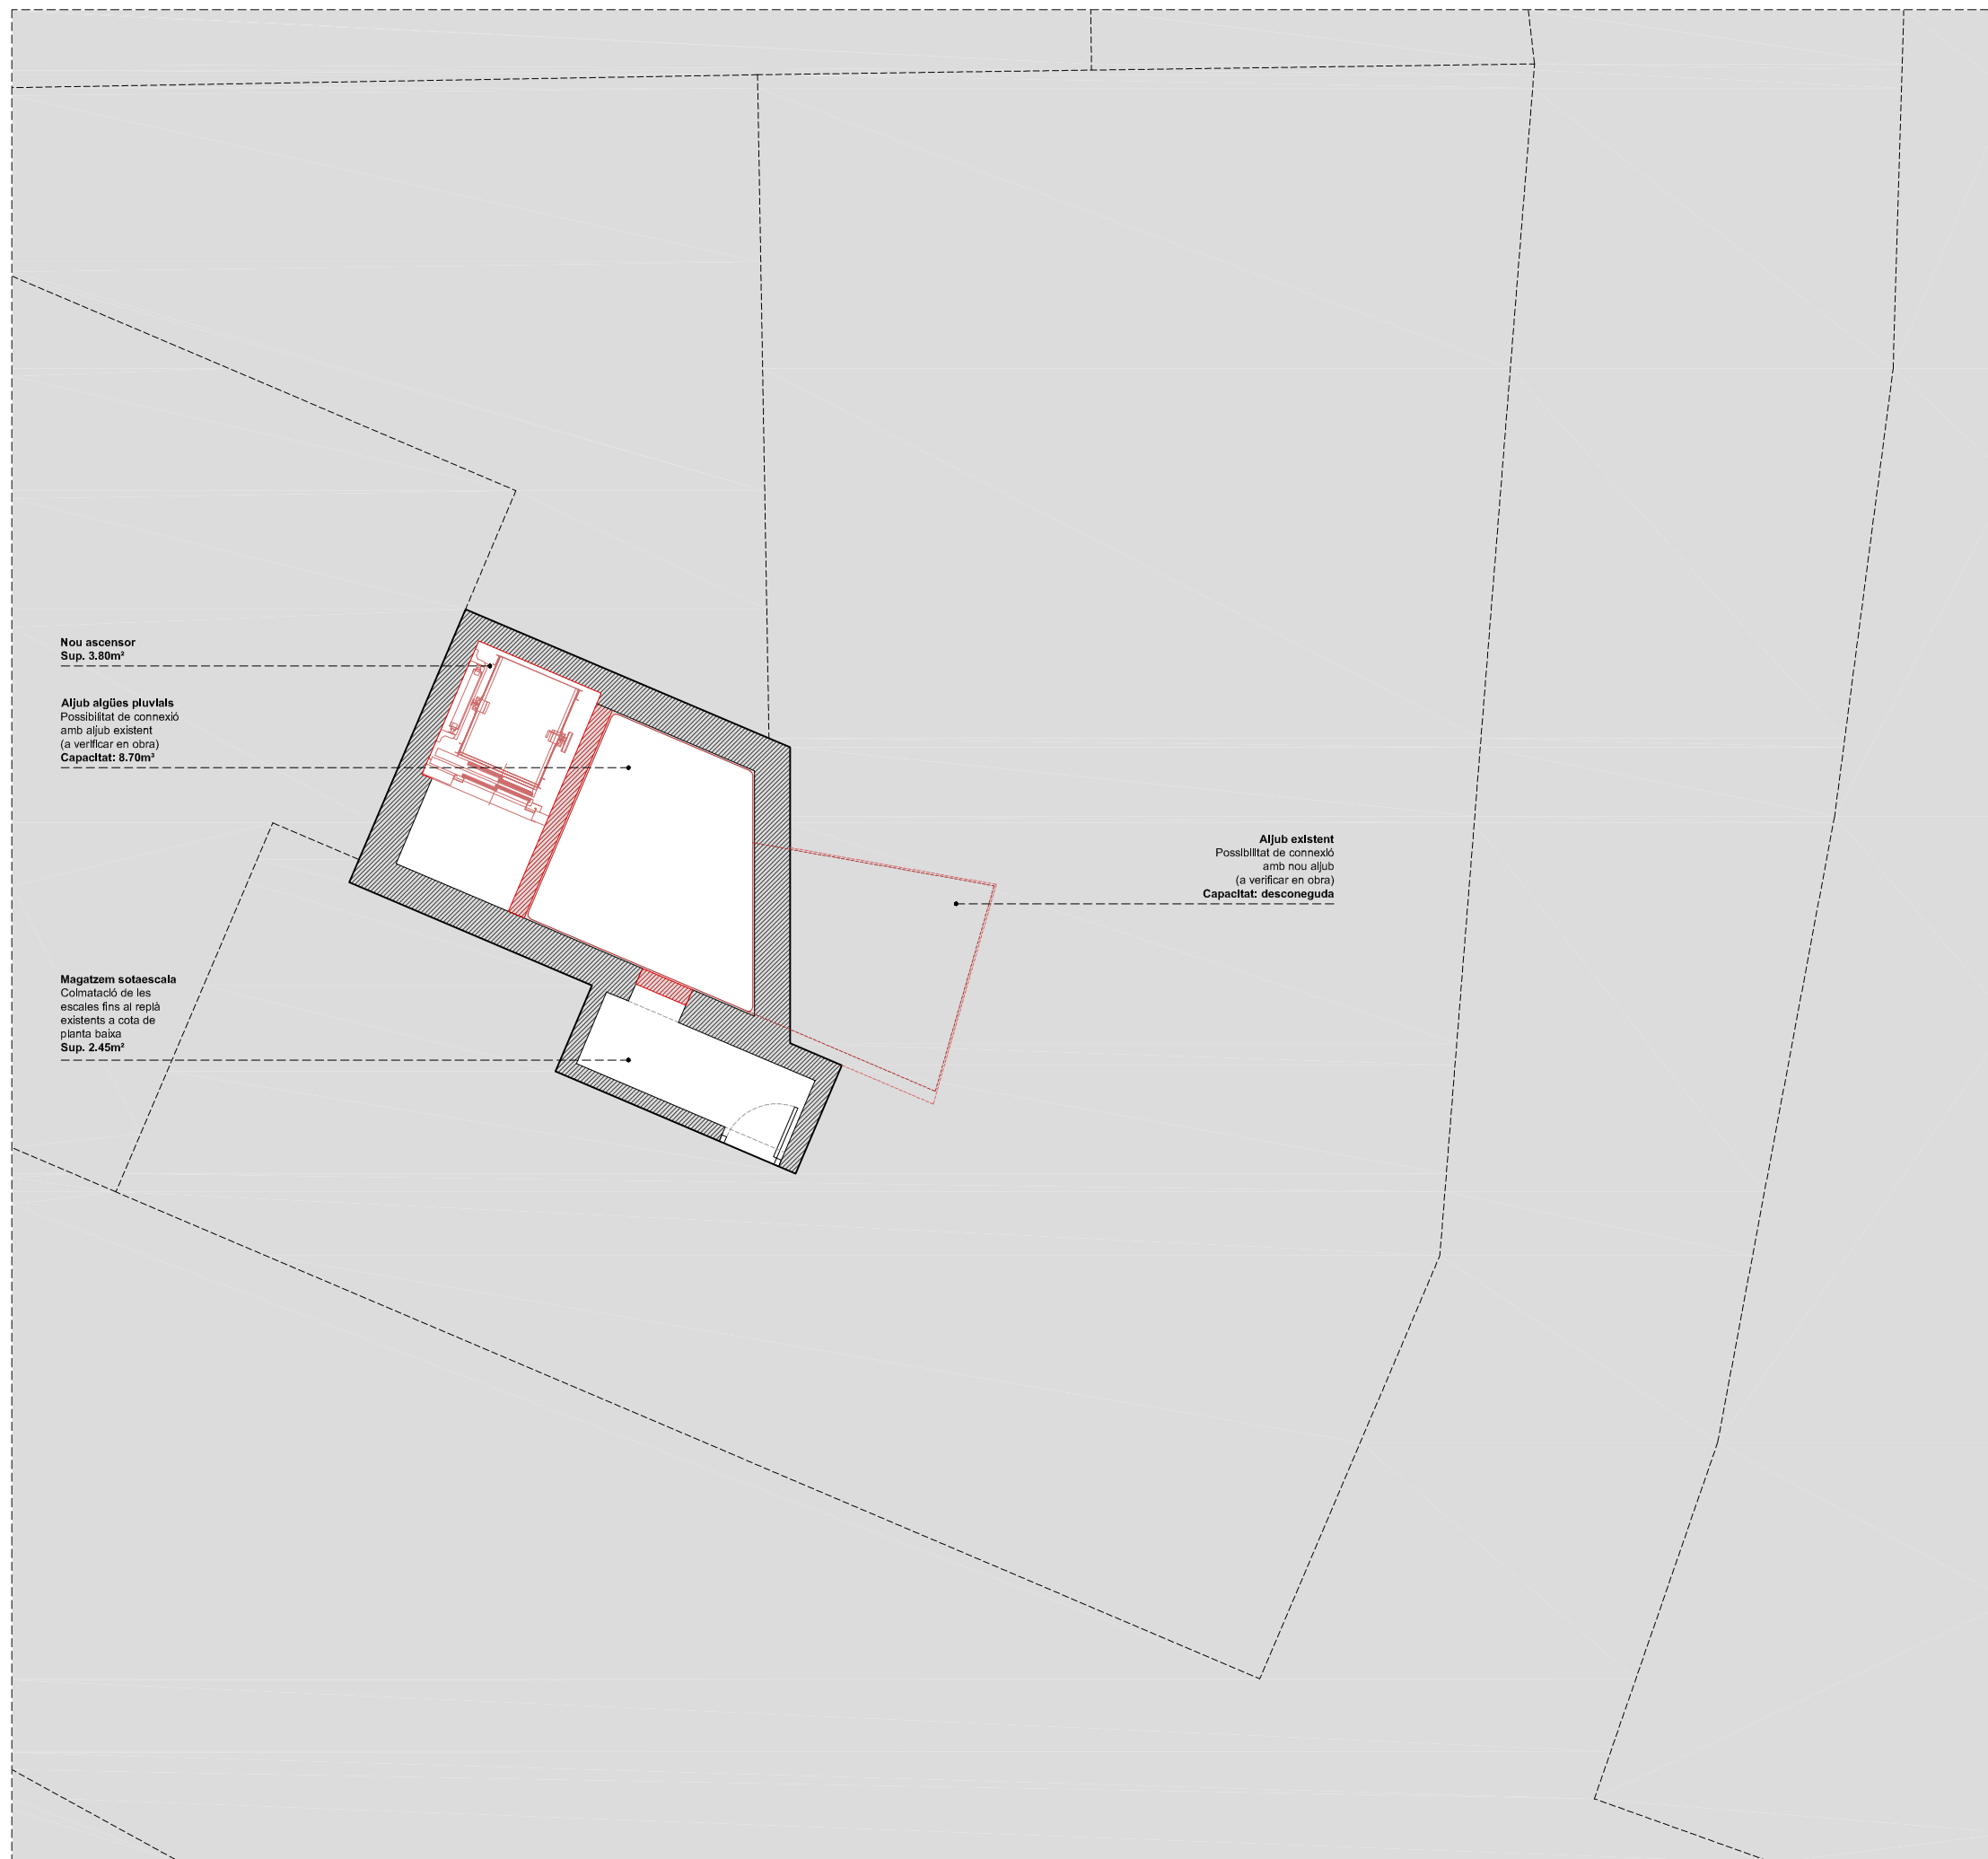 Nou ascensor
Sup. 3.80m²
Aljub algües pluvials
Possibilitat de connexió
amb aljub existent
(a verificar en obra)
Capacitat: 8.70m³
Aljub existent
Possibilitat de connexió
amb nou aljub
(a verificar en obra)
Capacitat: desconeguda
Magatzem sotaescala
Colmatació de les
escales fins al replà
existents a cota de
planta baixa
Sup. 2.45m²